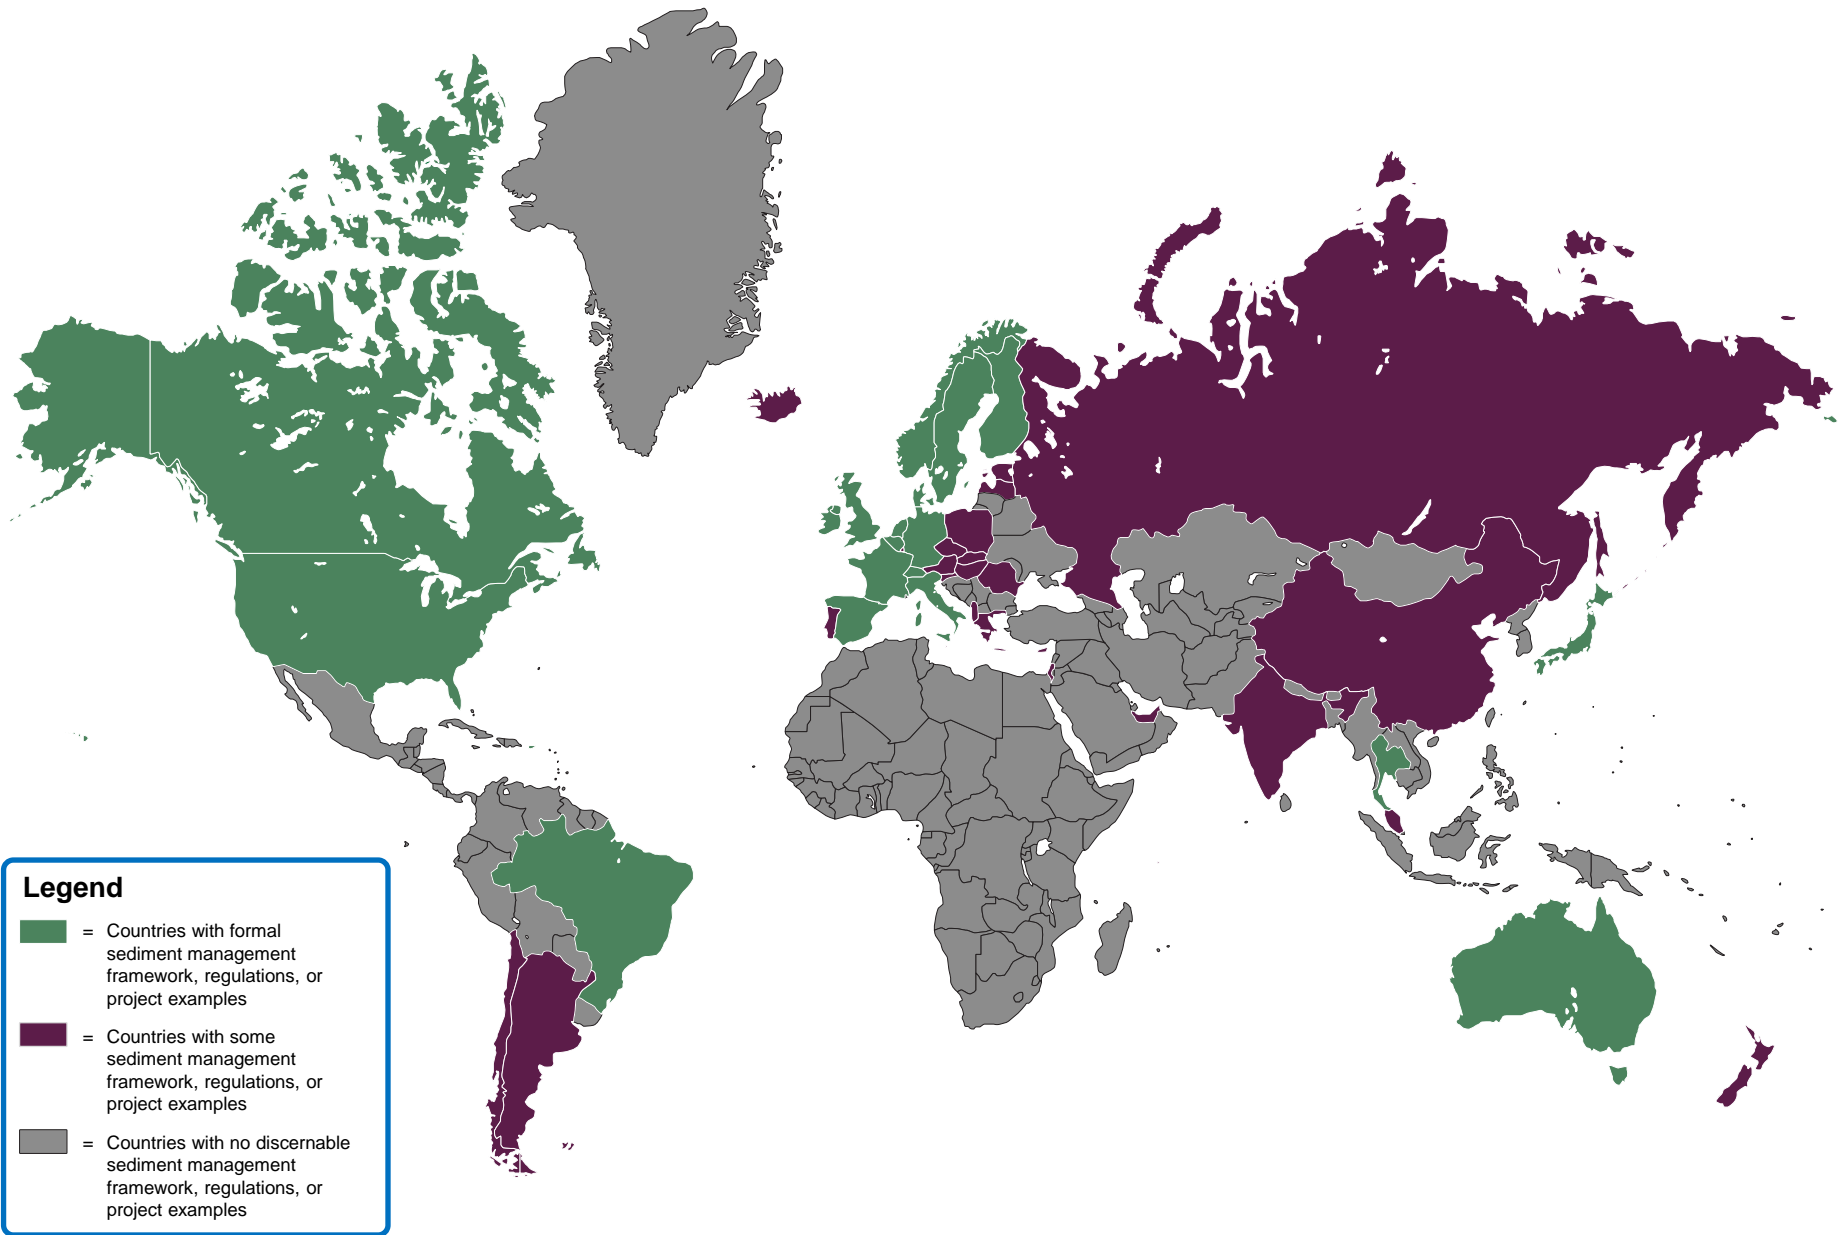 Legend
= Countries with formal
sediment management
framework, regulations, or
project examples
= Countries with some
sediment management
framework, regulations, or
project examples
= Countries with no discernable
sediment management
framework, regulations, or
project examples